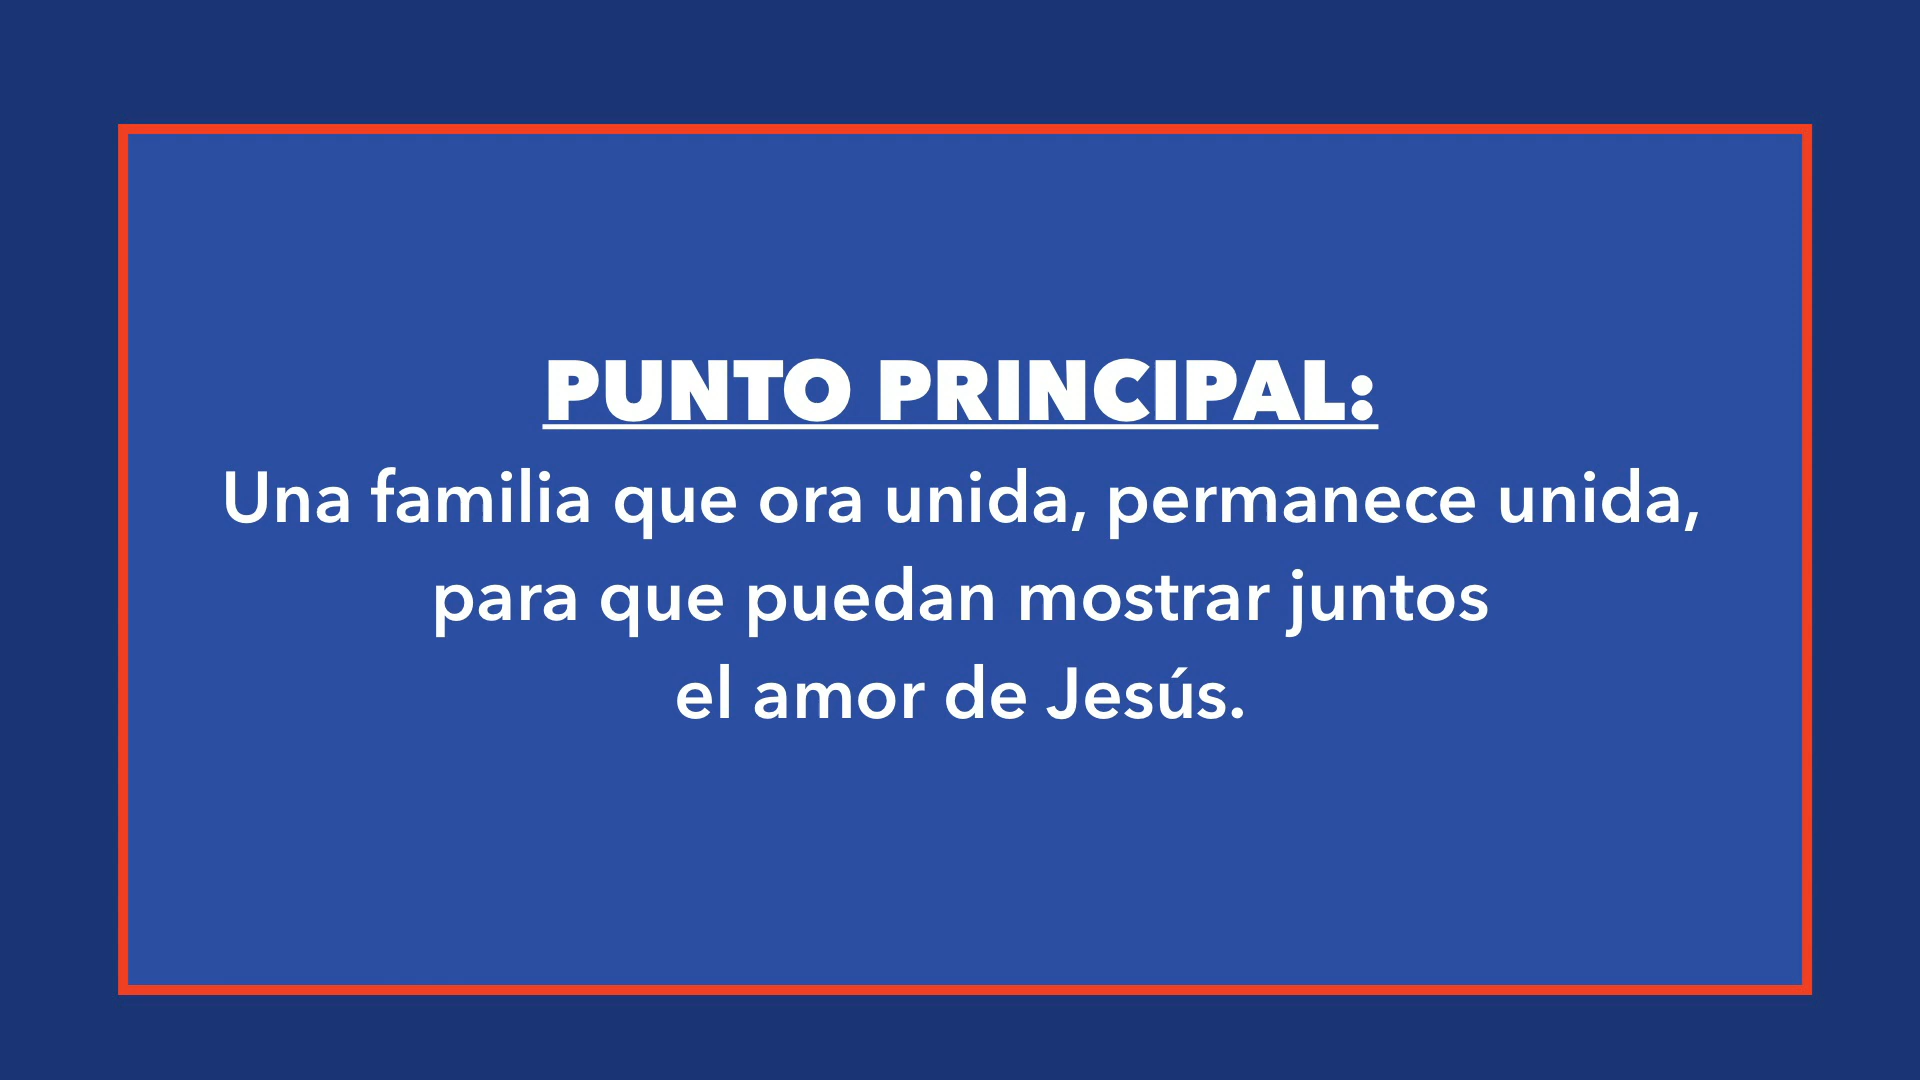 PUNTO PRINCIPAL:
Una familia que ora unida, permanece unida,
para que puedan mostrar juntos
el amor de Jesús.